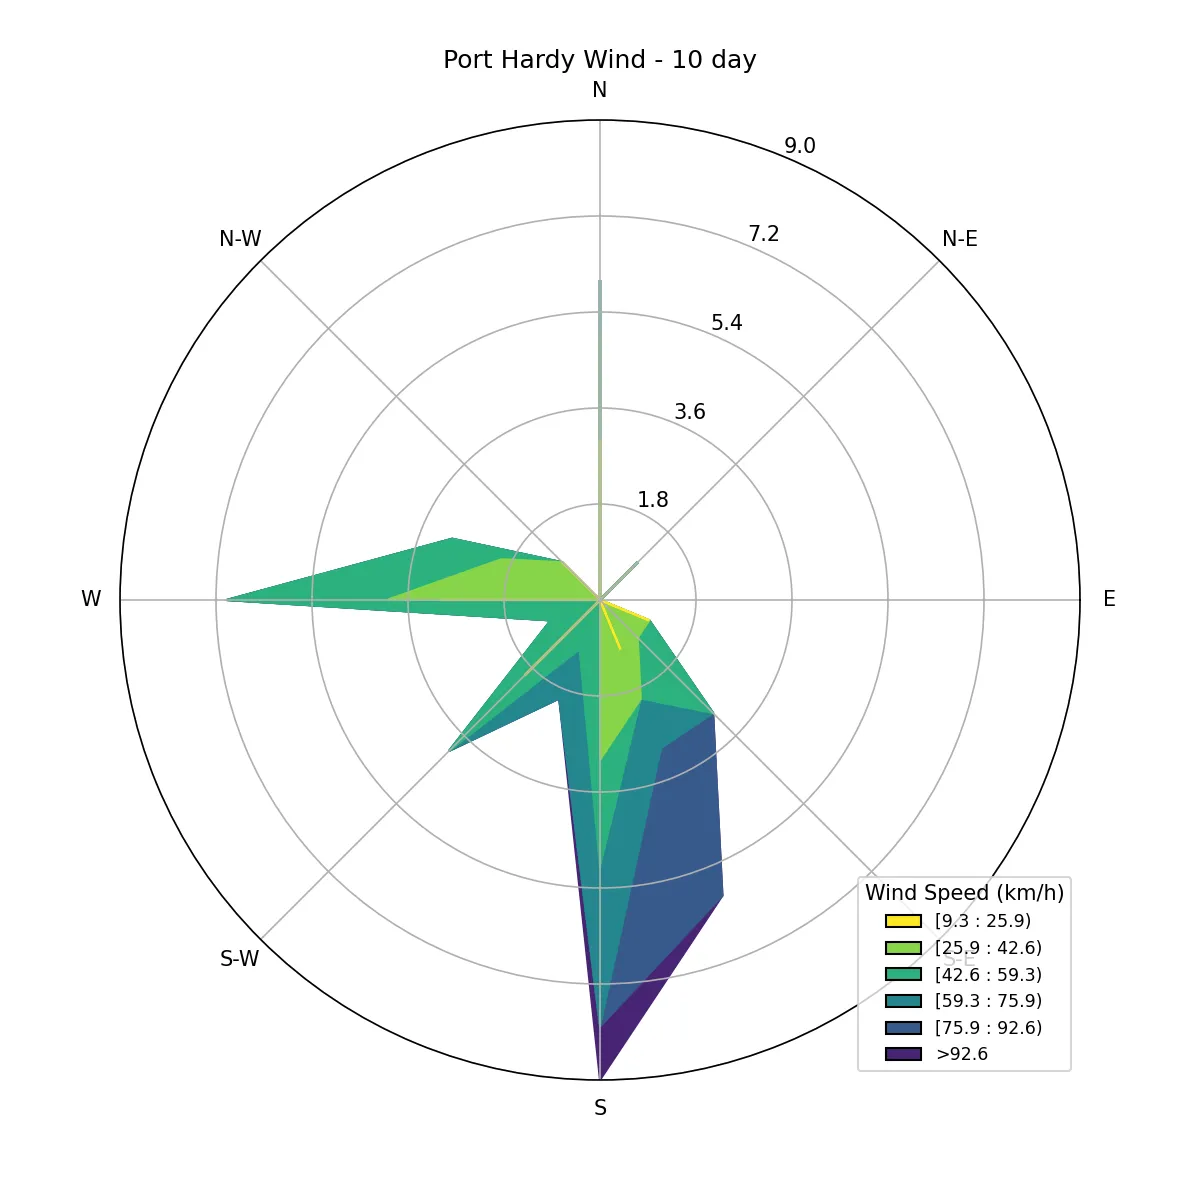 Port Hardy Wind - 10 day
N
9.0
N-W
7.2
N-E
5.4
3.6
1.8
W
E
S-W
S-E
S
Wind Speed (km/h)
[9.3 : 25.9)
[25.9 : 42.6)
[42.6 : 59.3)
[59.3 : 75.9)
[75.9 : 92.6)
>92.6